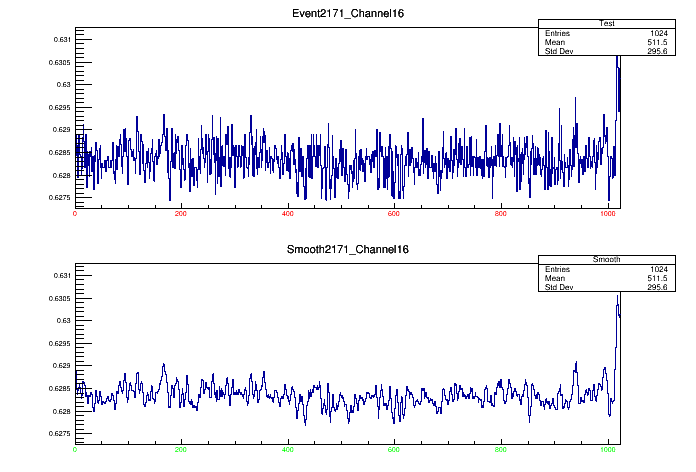 Event2171_Channel16
Test
Entries 1024
Mean 511.5
Std Dev 295.6
0.631
0.6305
0.63
0.6295
0.629
0.6285
0.628
0.6275
0 200 400 600 800 1000
Smooth2171_Channel16
Smooth
Entries 1024
Mean 511.5
Std Dev 295.6
0.631
0.6305
0.63
0.6295
0.629
0.6285
0.628
0.6275
0 200 400 600 800 1000